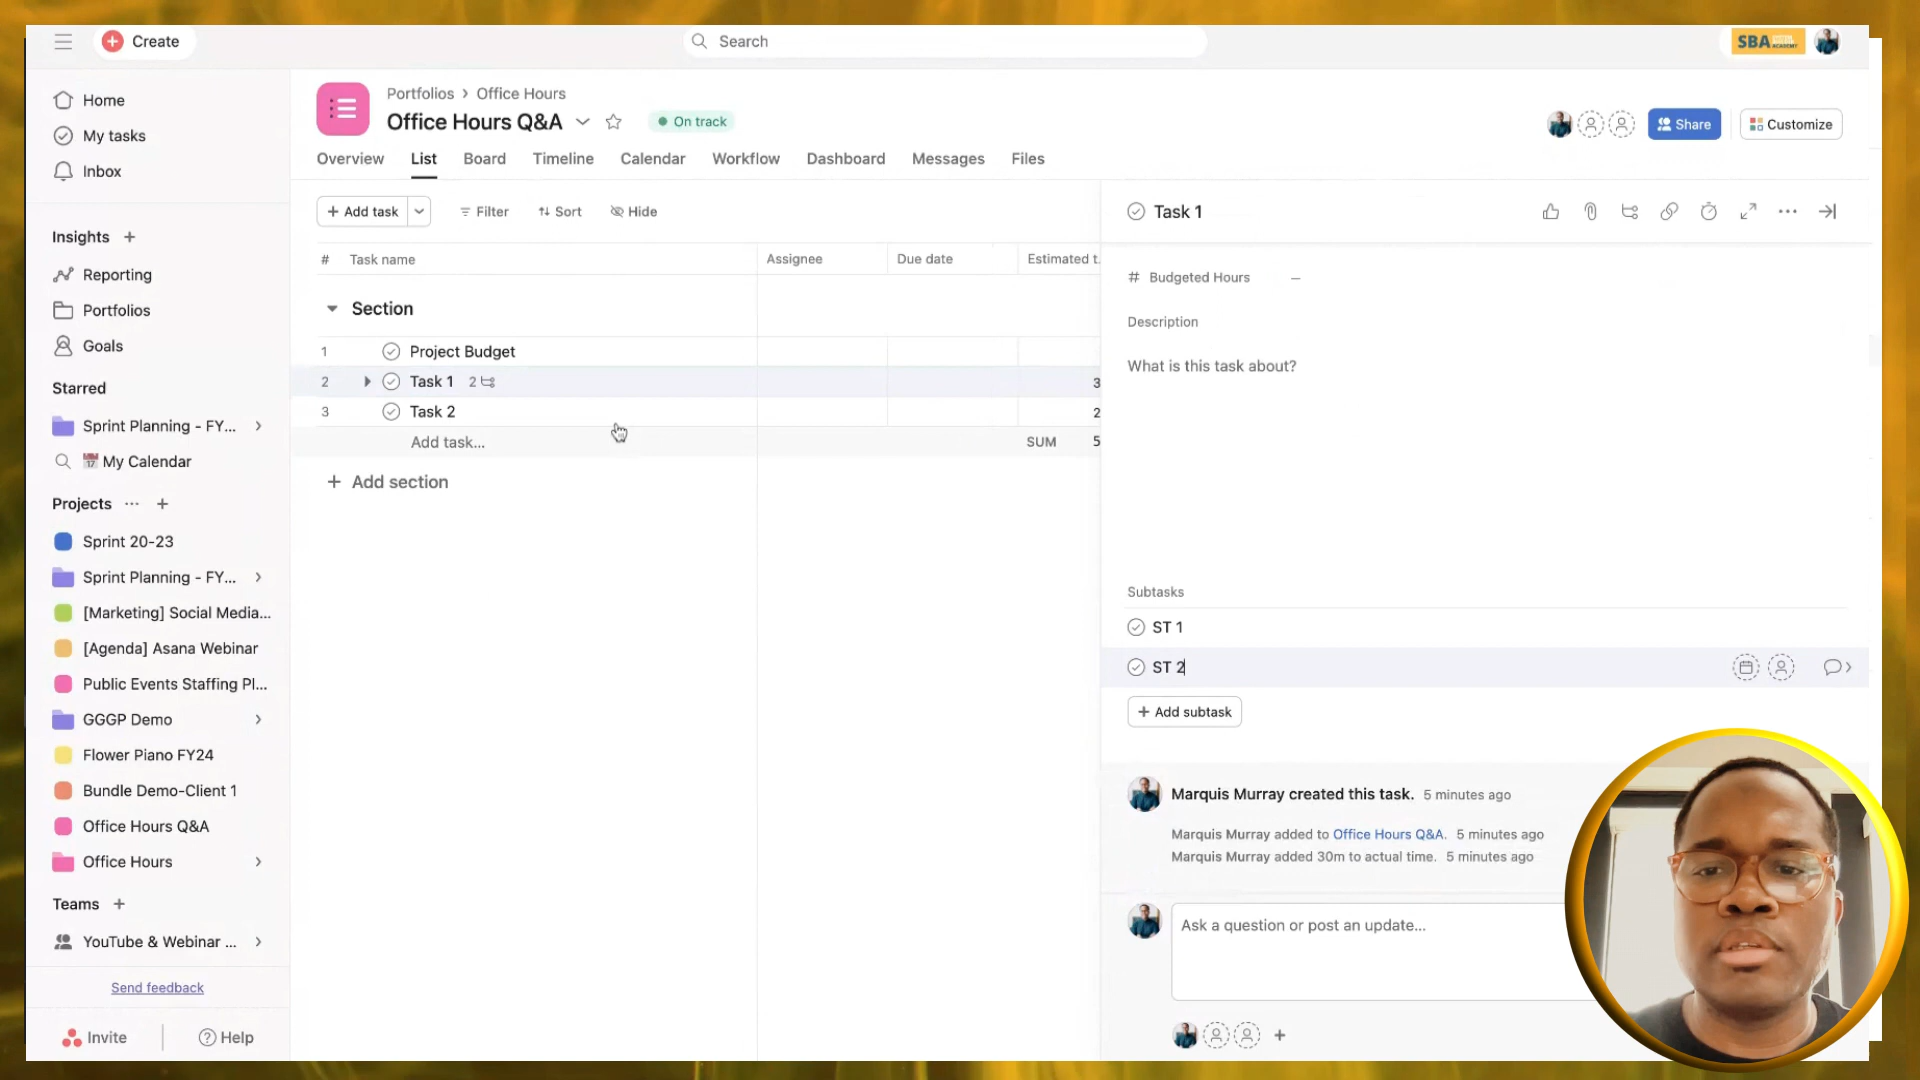 Create
Search
SBA
Home
My tasks
Inbox
Insights +
Reporting
Portfolios
Goals
Starred
Sprint Planning - FY...
My Calendar
Projects ... +
Sprint 20-23
Sprint Planning - FY...
[Marketing] Social Media...
[Agenda] Asana Webinar
Public Events Staffing Pl...
GGGP Demo
Flower Piano FY24
Bundle Demo-Client 1
Office Hours Q&A
Office Hours
Teams +
YouTube & Webinar ...
Send feedback
Invite
Help
Portfolios > Office Hours
Office Hours Q&A
On track
Share
Customize
Overview List Board Timeline Calendar Workflow Dashboard Messages Files
+ Add task Filter Sort Hide
# Task name Assignee Due date Estimated t.
Section
1 Project Budget
2 Task 1 2 3
3 Task 2 2
Add task... SUM 5
+ Add section
Task 1
# Budgeted Hours —
Description
What is this task about?
Subtasks
ST 1
ST 2
+ Add subtask
Marquis Murray created this task. 5 minutes ago
Marquis Murray added to Office Hours Q&A. 5 minutes ago
Marquis Murray added 30m to actual time. 5 minutes ago
Ask a question or post an update...